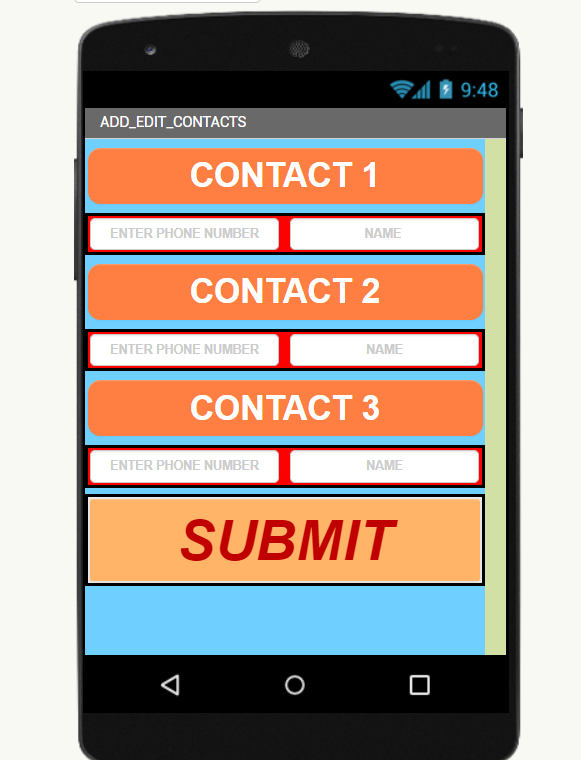 9:48
ADD_EDIT_CONTACTS
CONTACT 1
ENTER PHONE NUMBER NAME
CONTACT 2
ENTER PHONE NUMBER NAME
CONTACT 3
ENTER PHONE NUMBER NAME
SUBMIT